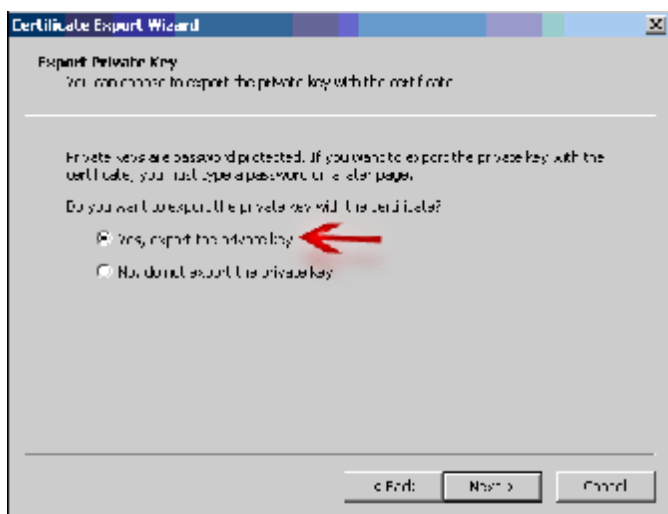 Certificate Export Wizard
Export Private Key
You can choose to export the private key with the certificate.
Private keys are password protected. If you want to export the private key with the
certificate, you must type a password on a later page.
Do you want to export the private key with the certificate?
Yes, export the private key
No, do not export the private key
< Back
Next >
Cancel